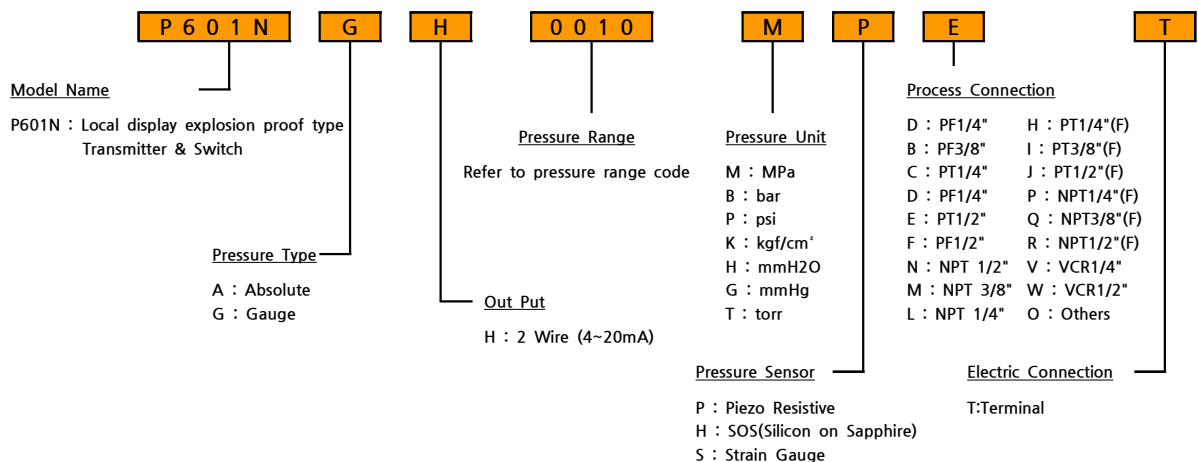 P601N G H 0010 M P E T
Model Name
P601N : Local display explosion proof type
Transmitter & Switch
Pressure Type
A : Absolute
G : Gauge
Out Put
H : 2 Wire (4~20mA)
Pressure Range
Refer to pressure range code
Pressure Unit
M : MPa
B : bar
P : psi
K : kgf/cm²
H : mmH2O
G : mmHg
T : torr
Pressure Sensor
P : Piezo Resistive
H : SOS(Silicon on Sapphire)
S : Strain Gauge
Process Connection
D : PF1/4" H : PT1/4"(F)
B : PF3/8" I : PT3/8"(F)
C : PT1/4" J : PT1/2"(F)
D : PF1/4" P : NPT1/4"(F)
E : PT1/2" Q : NPT3/8"(F)
F : PF1/2" R : NPT1/2"(F)
N : NPT 1/2" V : VCR1/4"
M : NPT 3/8" W : VCR1/2"
L : NPT 1/4" O : Others
Electric Connection
T:Terminal